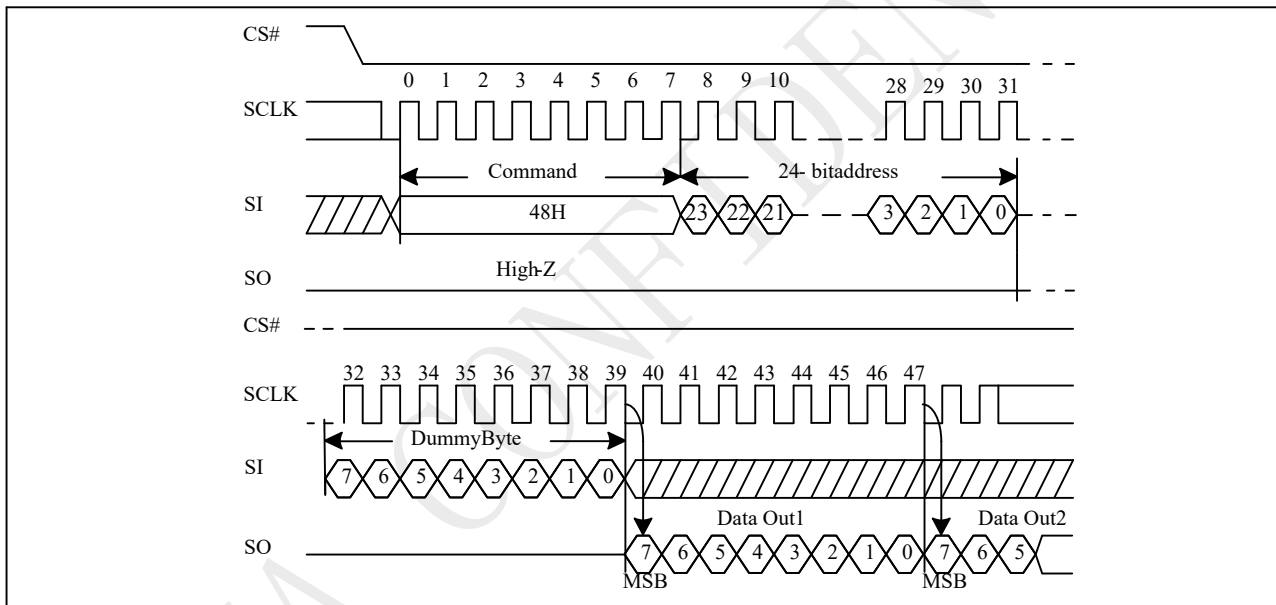 CS#
0 1 2 3 4 5 6 7 8 9 10 28 29 30 31
SCLK
Command 24- bitaddress
SI 48H 23 22 21 3 2 1 0
High-Z
SO
CS#
32 33 34 35 36 37 38 39 40 41 42 43 44 45 46 47
SCLK
DummyByte
SI 7 6 5 4 3 2 1 0
Data Out1 Data Out2
SO 7 6 5 4 3 2 1 0 7 6 5
MSB MSB